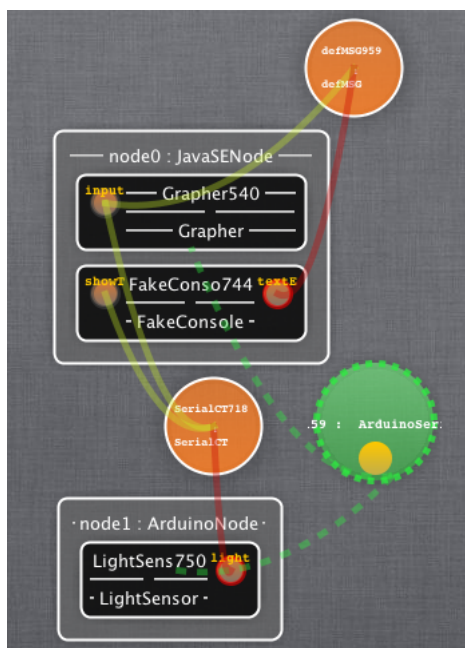 defMSG959
defMSG
node0 : JavaSENode
input
Grapher540
Grapher
showT
FakeConso744
textE
- FakeConsole -
SerialCT718
SerialCT
.59 : ArduinoSer
node1 : ArduinoNode
LightSens750
light
- LightSensor -